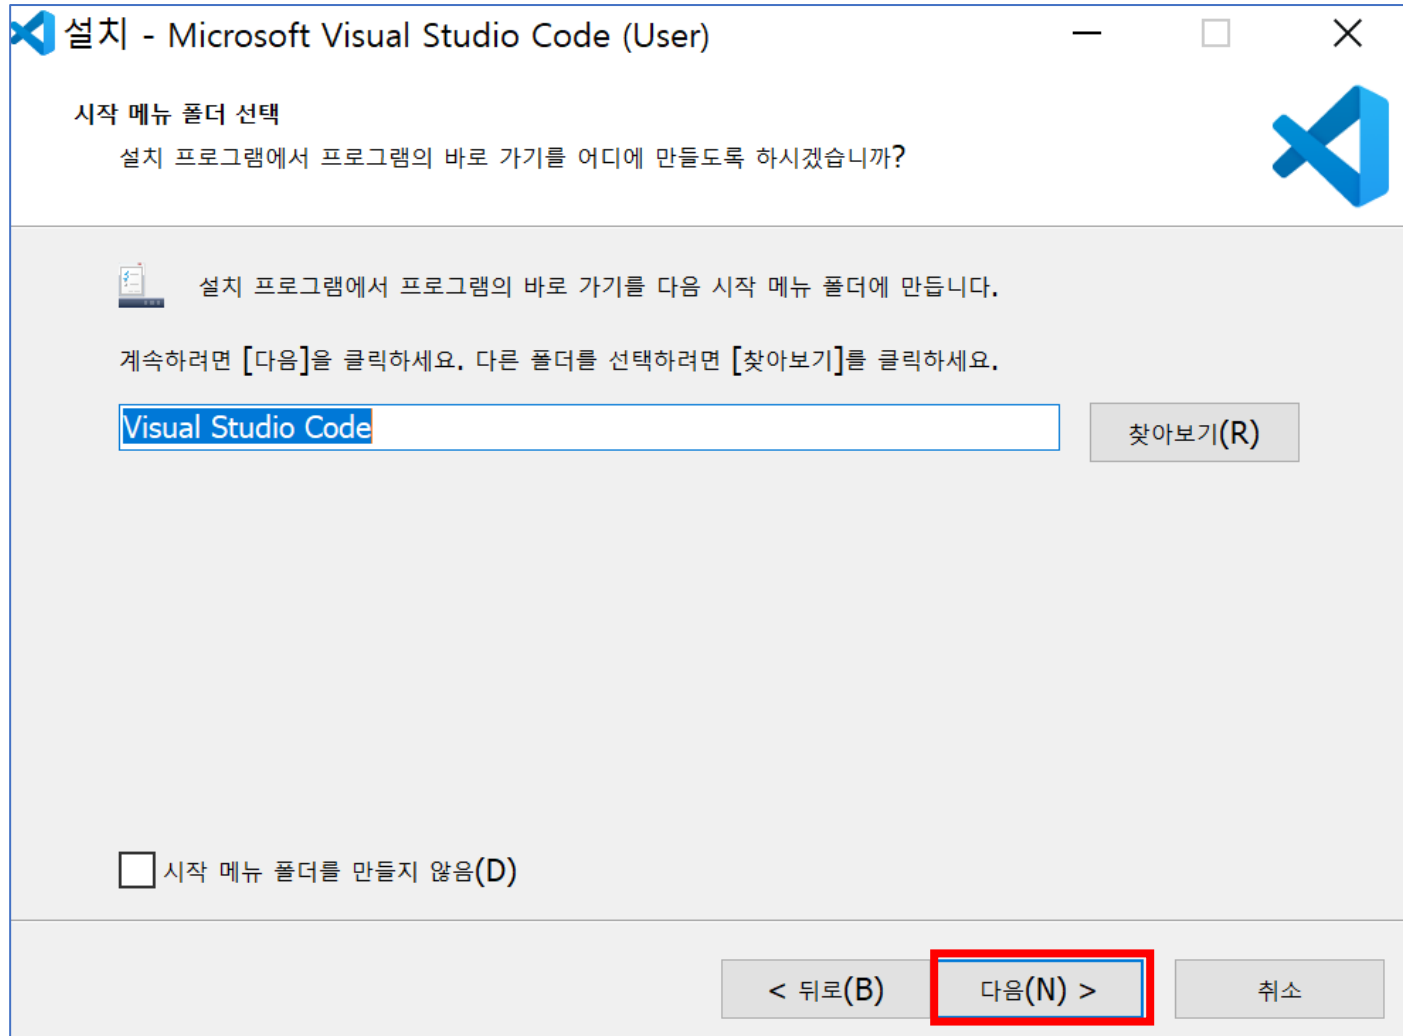 설치 - Microsoft Visual Studio Code (User)
시작 메뉴 폴더 선택
설치 프로그램에서 프로그램의 바로 가기를 어디에 만들도록 하시겠습니까?
설치 프로그램에서 프로그램의 바로 가기를 다음 시작 메뉴 폴더에 만듭니다.
계속하려면 [다음]을 클릭하세요. 다른 폴더를 선택하려면 [찾아보기]를 클릭하세요.
Visual Studio Code
찾아보기(R)
시작 메뉴 폴더를 만들지 않음(D)
< 뒤로(B)
다음(N) >
취소